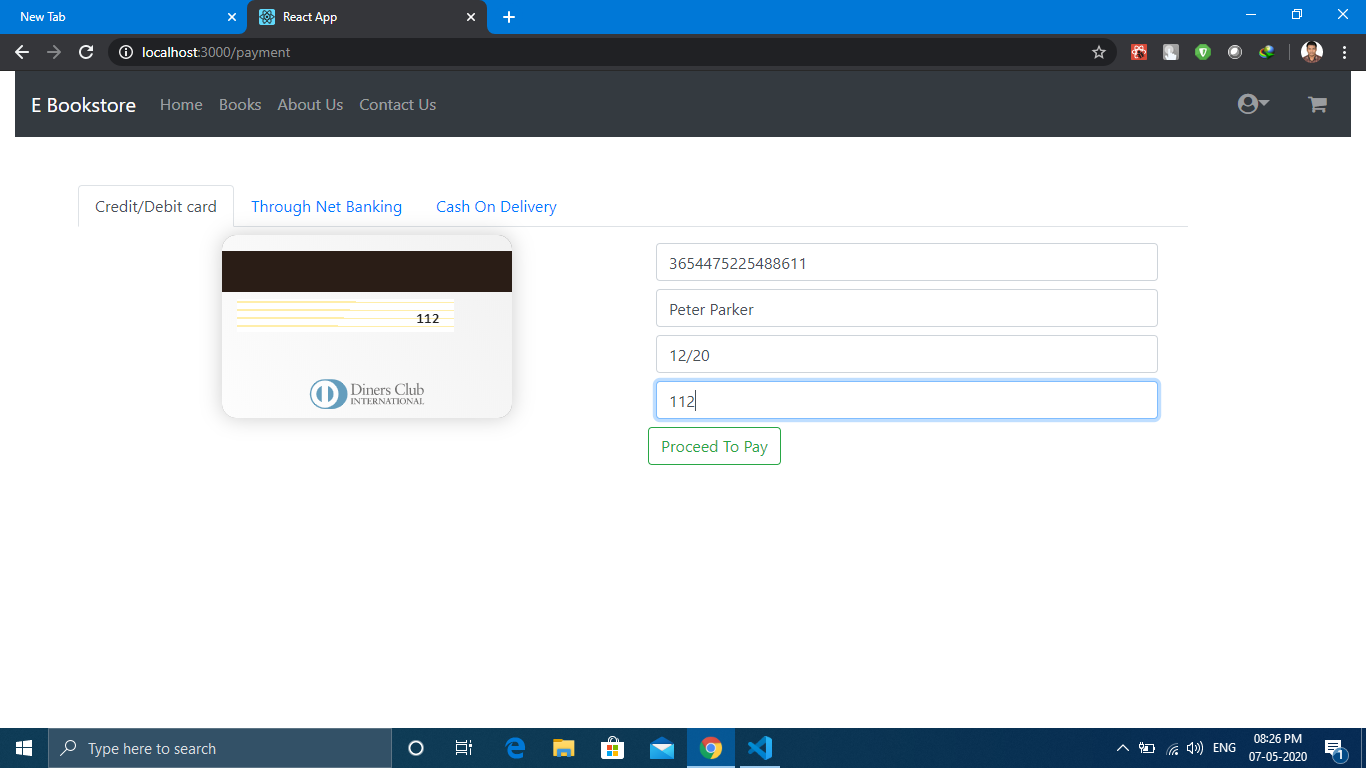 New Tab
React App
localhost:3000/payment
E Bookstore Home Books About Us Contact Us
Credit/Debit card Through Net Banking Cash On Delivery
3654475225488611
Peter Parker
12/20
112
112
Diners Club
INTERNATIONAL
Proceed To Pay
Type here to search
ENG
08:26 PM
07-05-2020
1